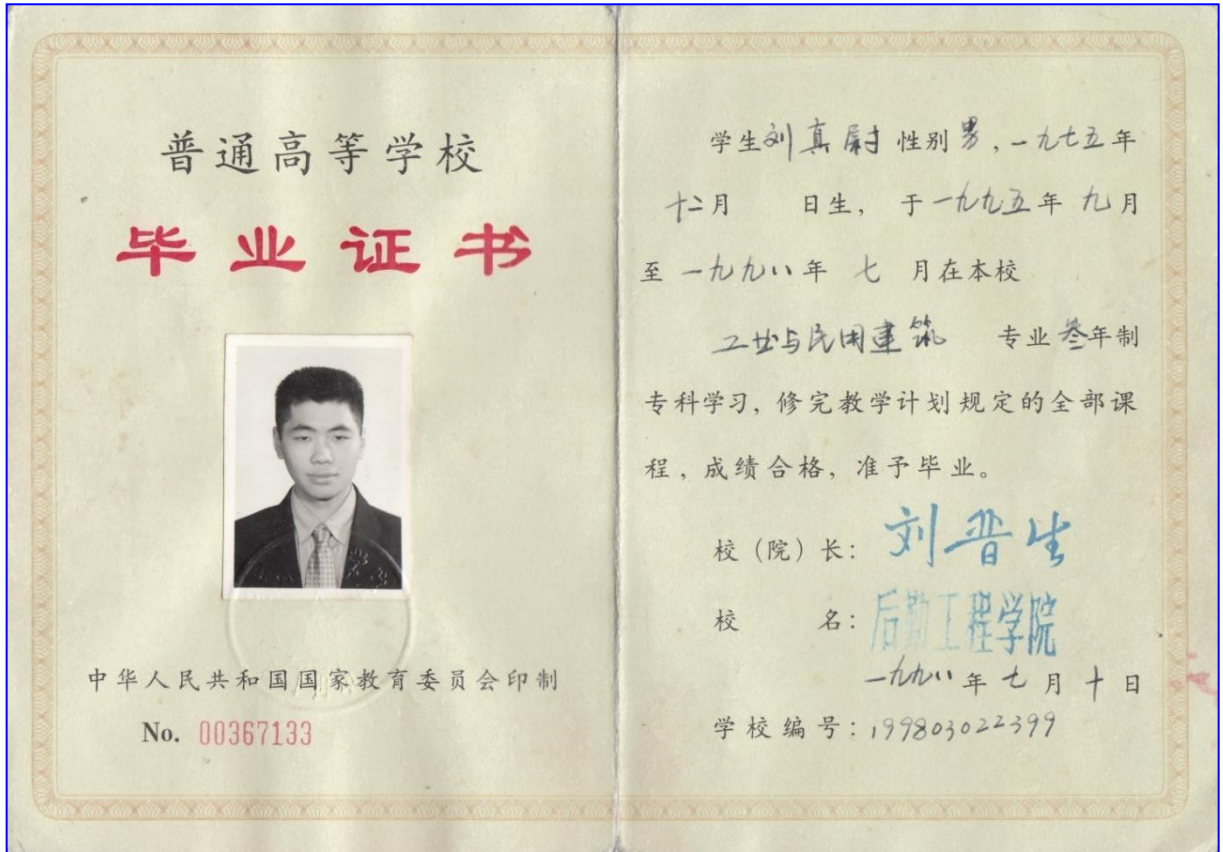 普通高等学校
毕业证书
中华人民共和国国家教育委员会印制
No. 00367133
学生刘真尉性别男,一九七五年
十二月 日生, 于一九九五年九月
至一九九八年 七 月在本校
工业与民用建筑 专业叁年制
专科学习, 修完教学计划规定的全部课
程, 成绩合格, 准予毕业。
校(院)长: 刘晋生
校 名: 后勤工程学院
一九九八年七月十日
学校编号: 199803022399